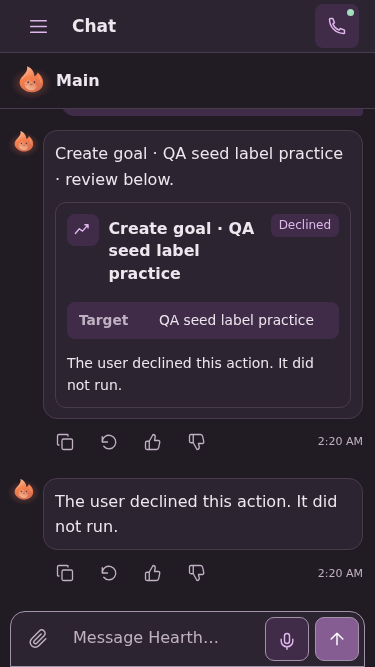 Chat
Main
Create goal · QA seed label practice
· review below.
Create goal · QA
seed label
practice
Declined
Target QA seed label practice
The user declined this action. It did
not run.
2:20 AM
The user declined this action. It did
not run.
2:20 AM
Message Hearth…